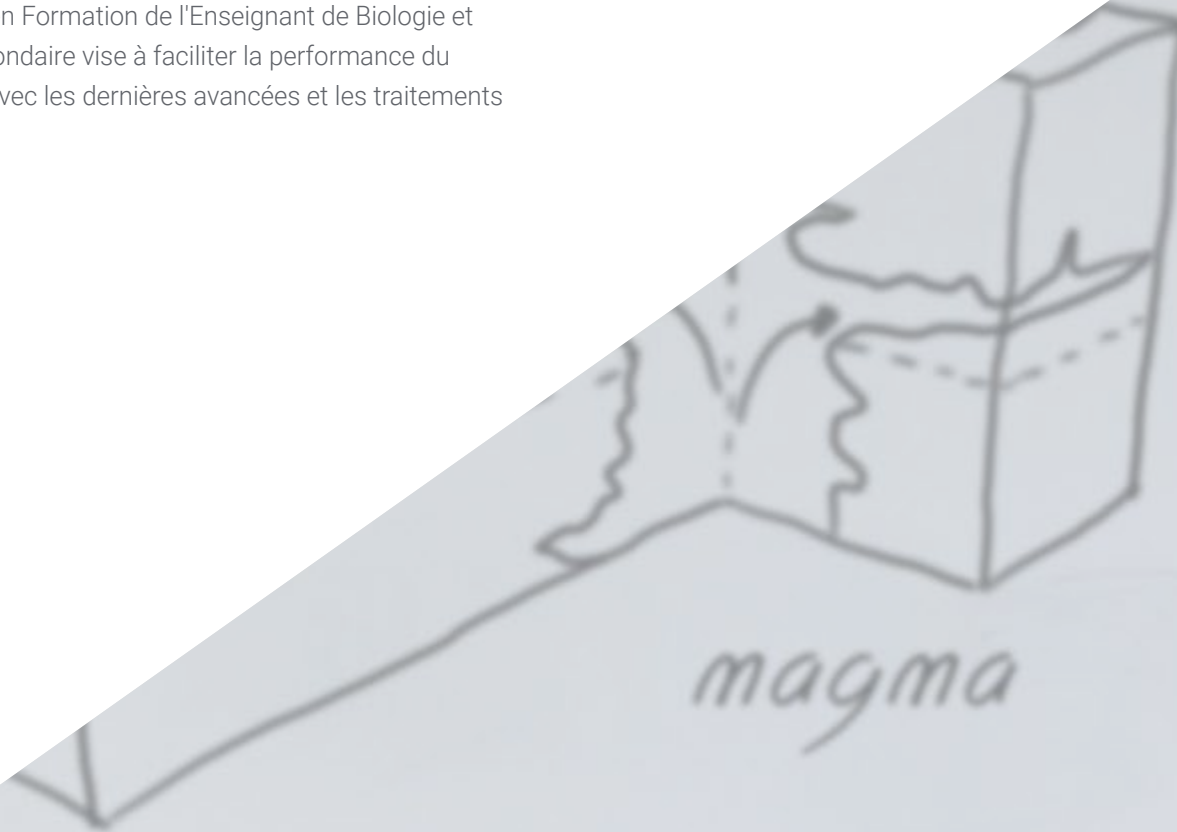 n Formation de l'Enseignant de Biologie et
ondaire vise à faciliter la performance du
vec les dernières avancées et les traitements
magma